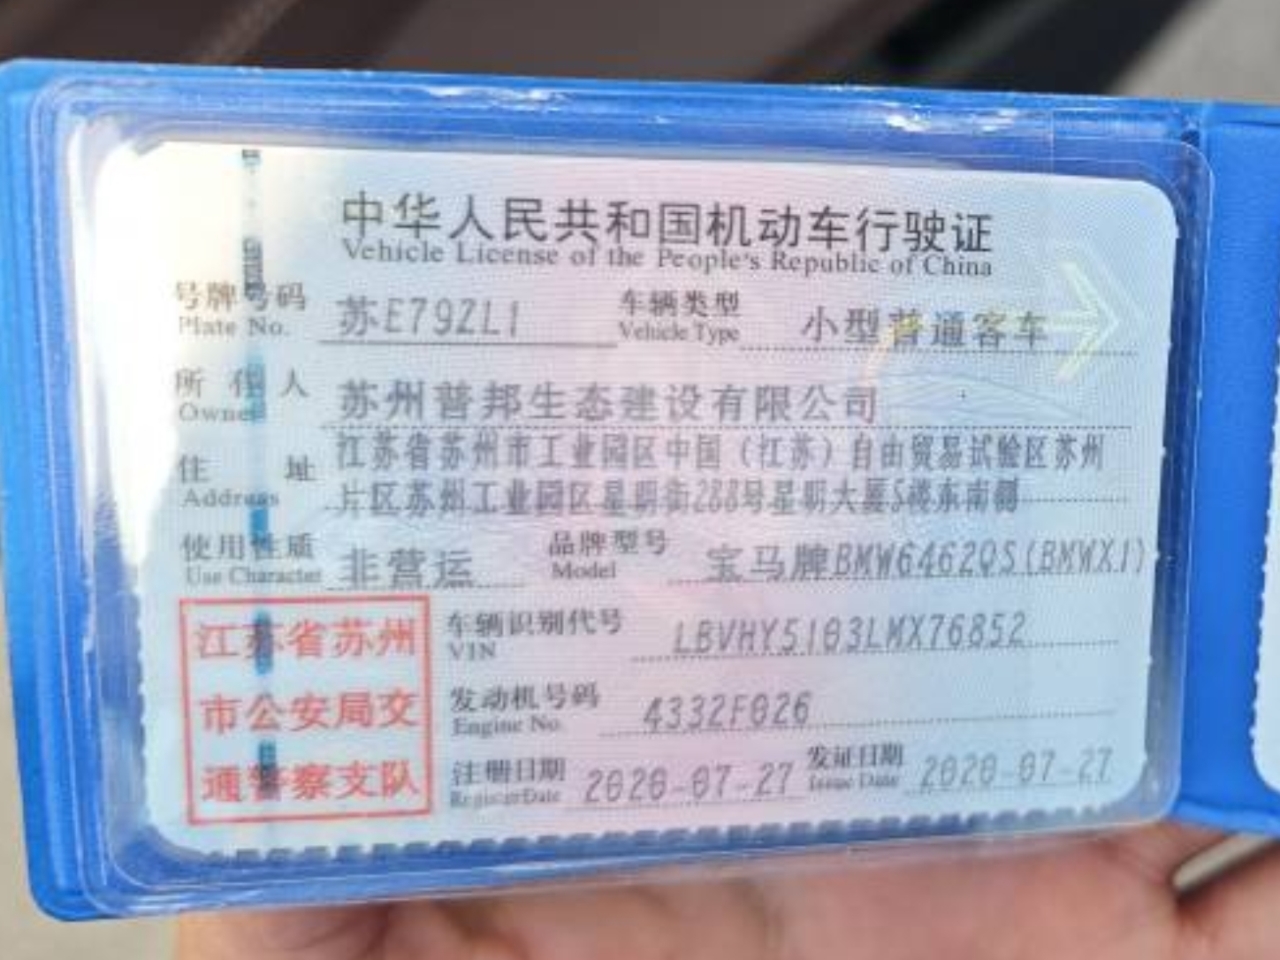 中华人民共和国机动车行驶证
Vehicle License of the People's Republic of China
号牌号码 苏E79ZL1 车辆类型 小型普通客车
Plate No. Vehicle Type
所有人 苏州普邦生态建设有限公司
Owner
住址 江苏省苏州市工业园区中国（江苏）自由贸易试验区苏州
Address 片区苏州工业园区星明街288号星明大厦5楼东南侧
使用性质 非营运 品牌型号 宝马牌BMW6462QS(BMWX1)
Use Character Model
江苏省苏州
市公安局交
通警察支队
车辆识别代号 LBVHY5103LMX76852
VIN
发动机号码 4332F026
Engine No.
注册日期 2020-07-27 发证日期 2020-07-27
Register Date Issue Date